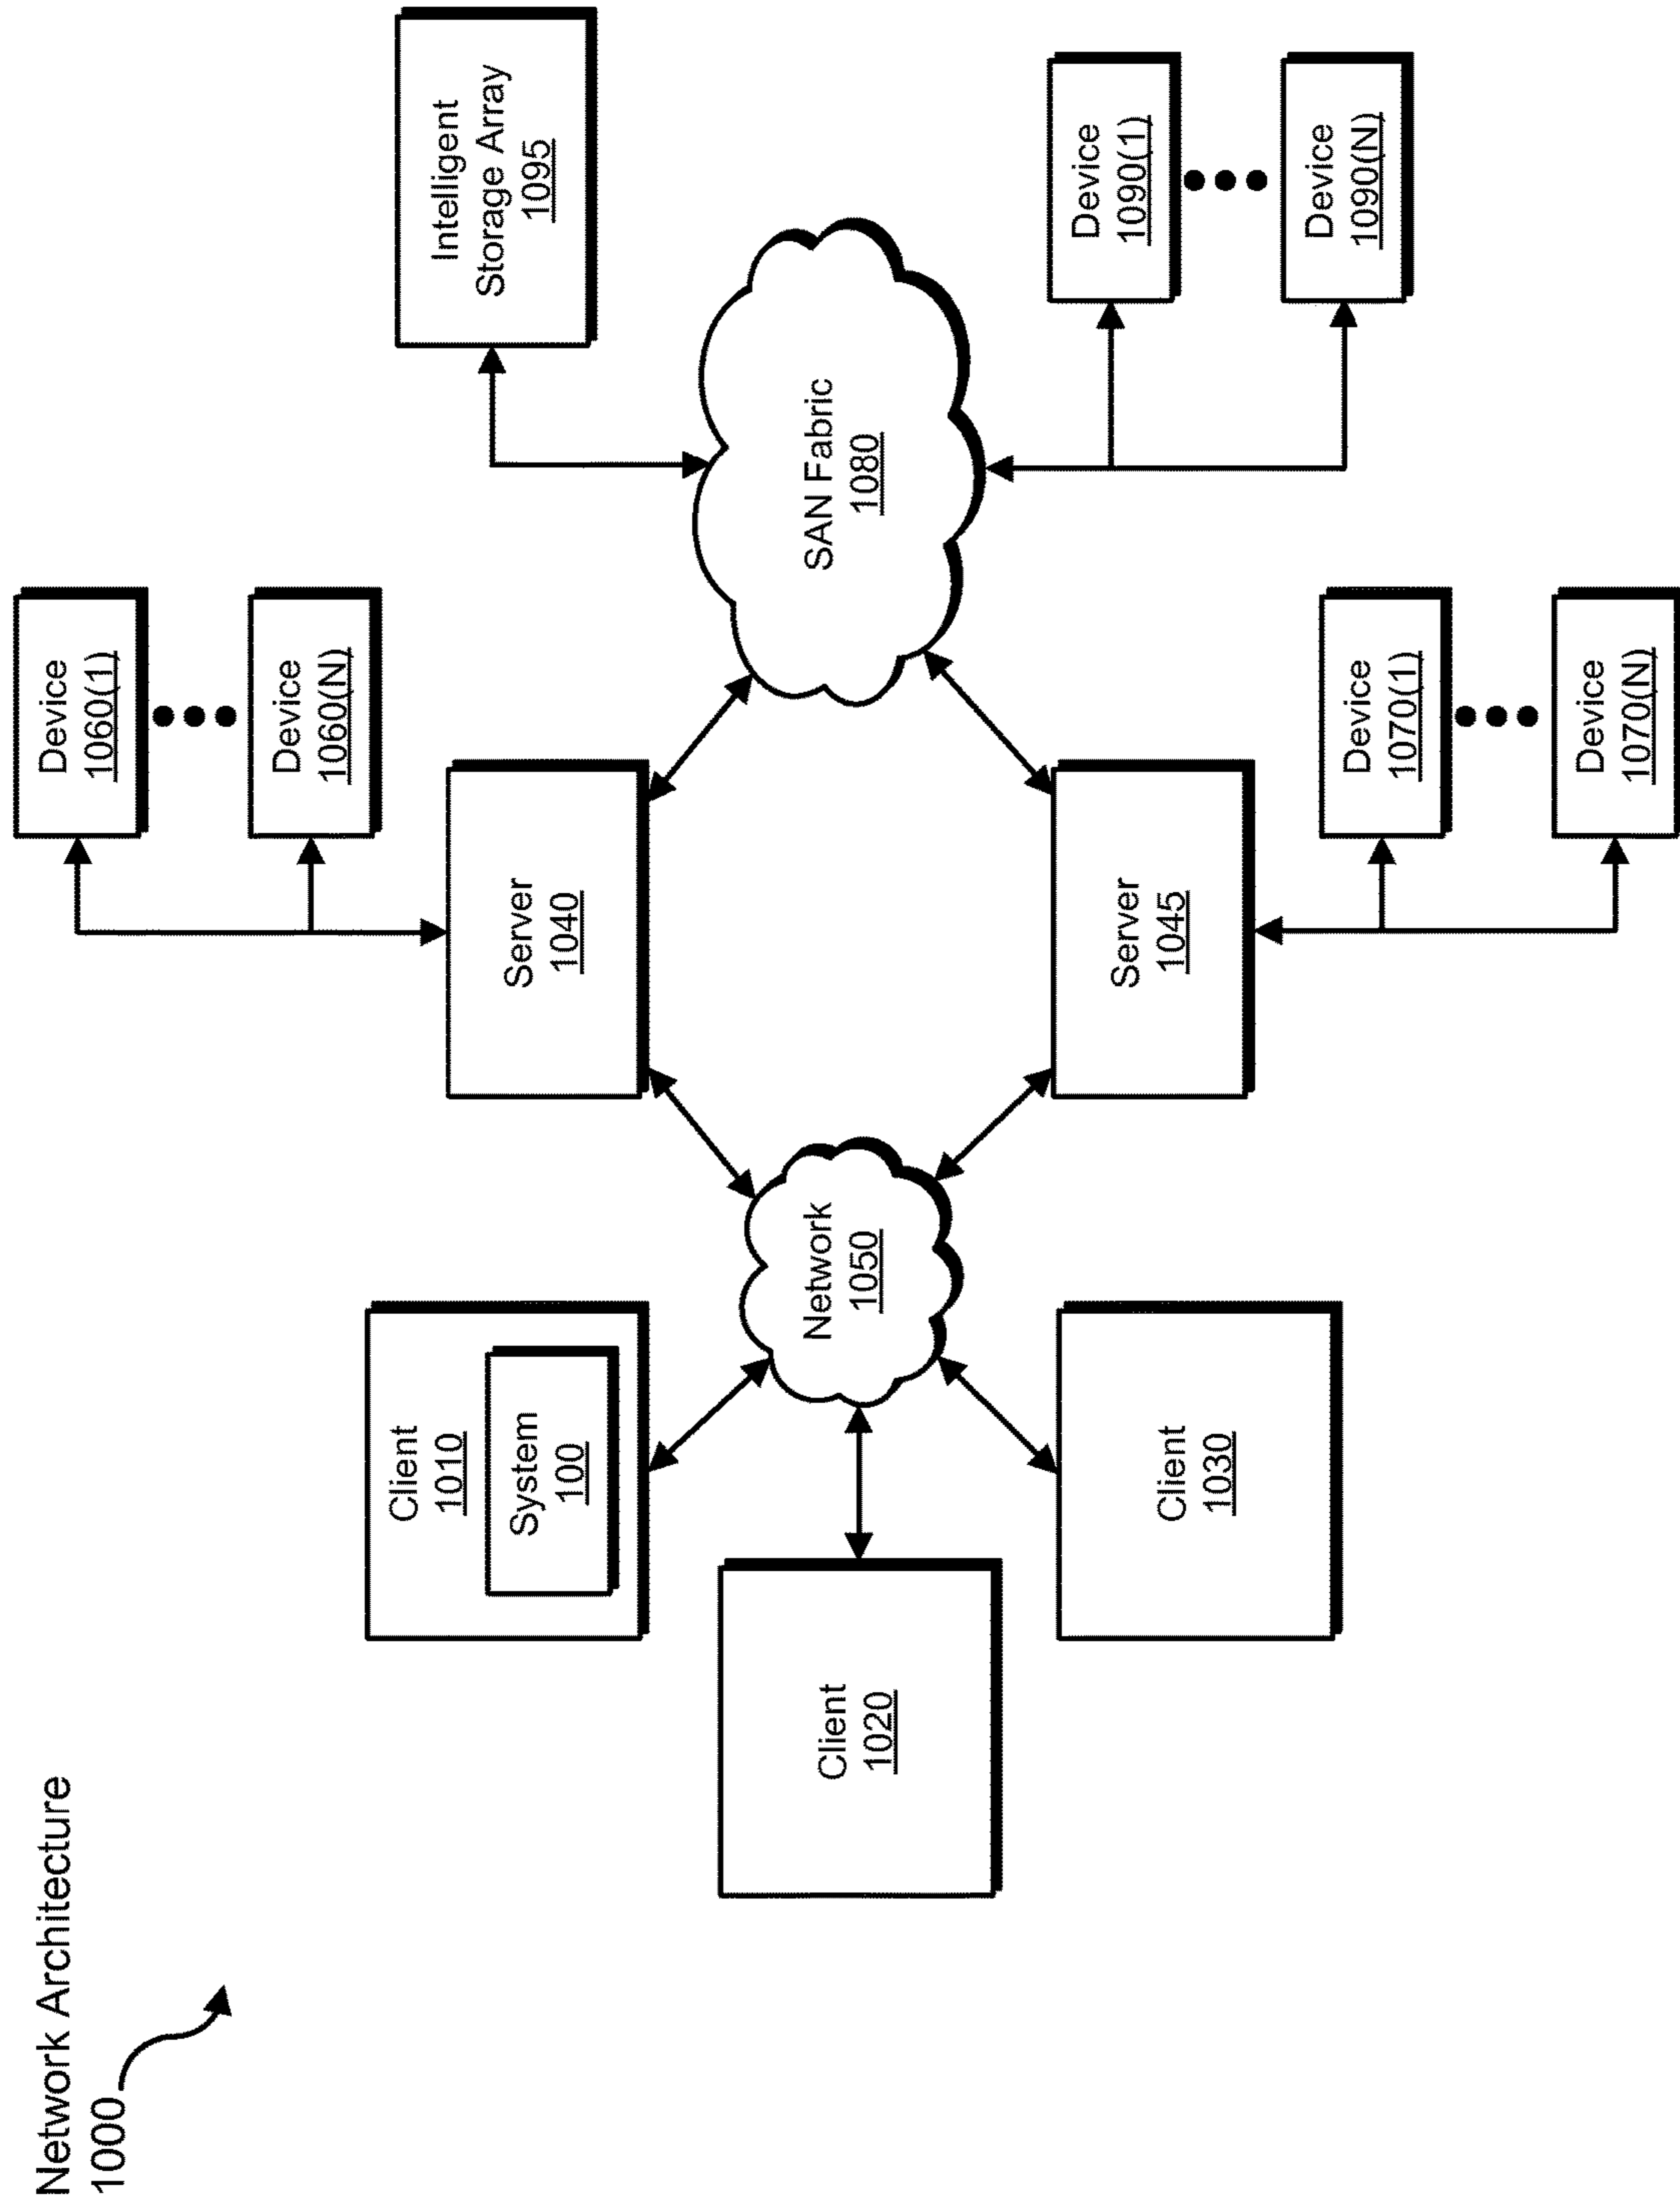 Network Architecture
1000
Client
1010
System
100
Client
1020
Client
1030
Network
1050
Server
1040
Server
1045
Device
1060(1)
Device
1060(N)
Device
1070(1)
Device
1070(N)
SAN Fabric
1080
Intelligent
Storage Array
1095
Device
1090(1)
Device
1090(N)